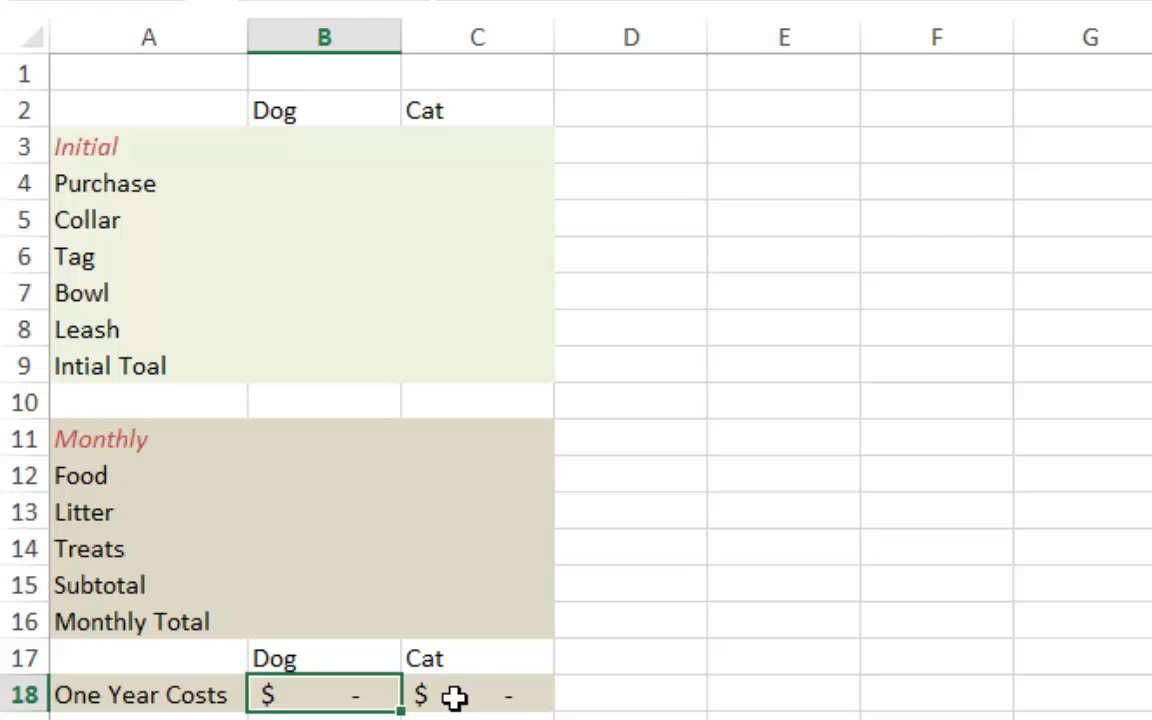 A B C D E F G
1
2 Dog Cat
3 Initial
4 Purchase
5 Collar
6 Tag
7 Bowl
8 Leash
9 Intial Toal
10
11 Monthly
12 Food
13 Litter
14 Treats
15 Subtotal
16 Monthly Total
17 Dog Cat
18 One Year Costs $ - $ -